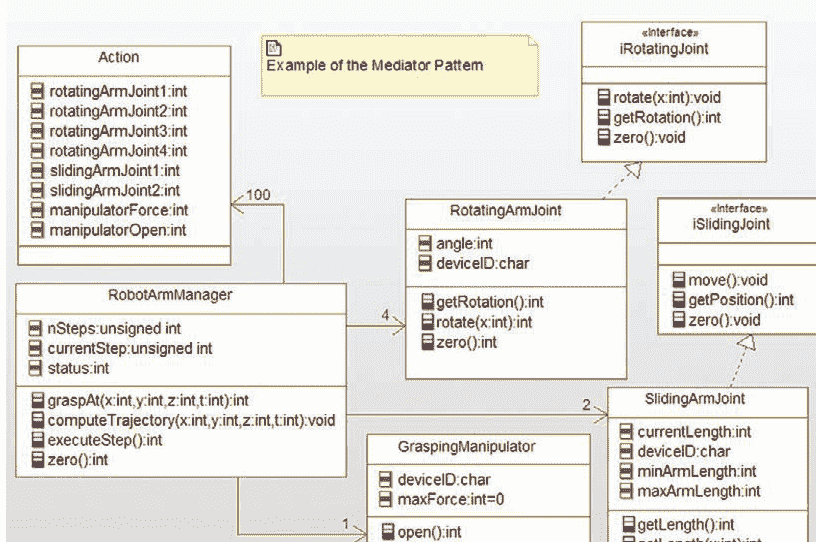 Action
rotatingArmJoint1:int
rotatingArmJoint2:int
rotatingArmJoint3:int
rotatingArmJoint4:int
slidingArmJoint1:int
slidingArmJoint2:int
manipulatorForce:int
manipulatorOpen:int
Example of the Mediator Pattern
«Interface»
iRotatingJoint
rotate(x:int):void
getRotation():int
zero():void
100
RotatingArmJoint
angle:int
deviceID:char
getRotation():int
rotate(x:int):int
zero():int
«Interface»
iSlidingJoint
move():void
getPosition():int
zero():void
RobotArmManager
nSteps:unsigned int
currentStep:unsigned int
status:int
graspAt(x:int,y:int,z:int,t:int):int
computeTrajectory(x:int,y:int,z:int,t:int):void
executeStep():int
zero():int
4
2
1
GraspingManipulator
deviceID:char
maxForce:int=0
open():int
SlidingArmJoint
currentLength:int
deviceID:char
minArmLength:int
maxArmLength:int
getLength():int